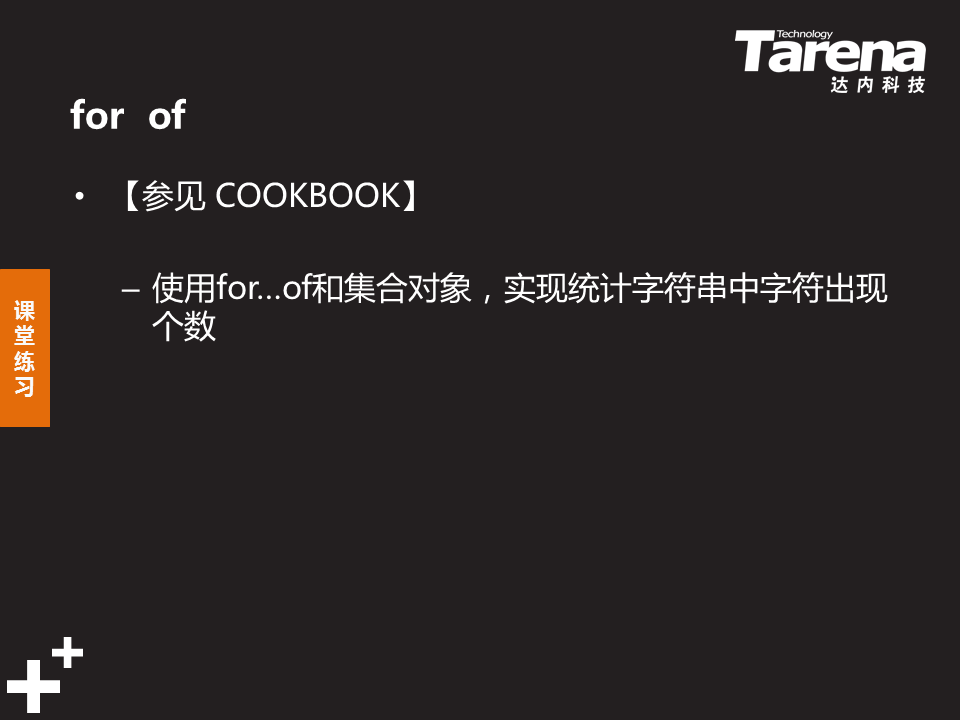 Technology
Tarena
达内科技
for of
• 【参见 COOKBOOK】
– 使用for…of和集合对象，实现统计字符串中字符出现
个数
课
堂
练
习